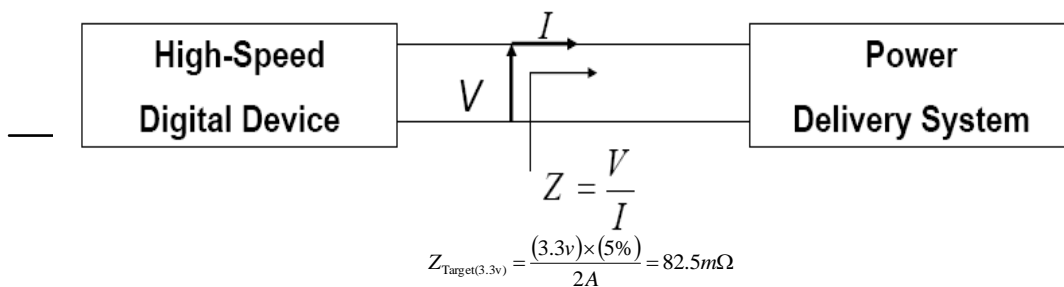 High-Speed
Digital Device
I
V
Z = V/I
Power
Delivery System
Z_Target(3.3v) = (3.3v)×(5%)/2A = 82.5mΩ